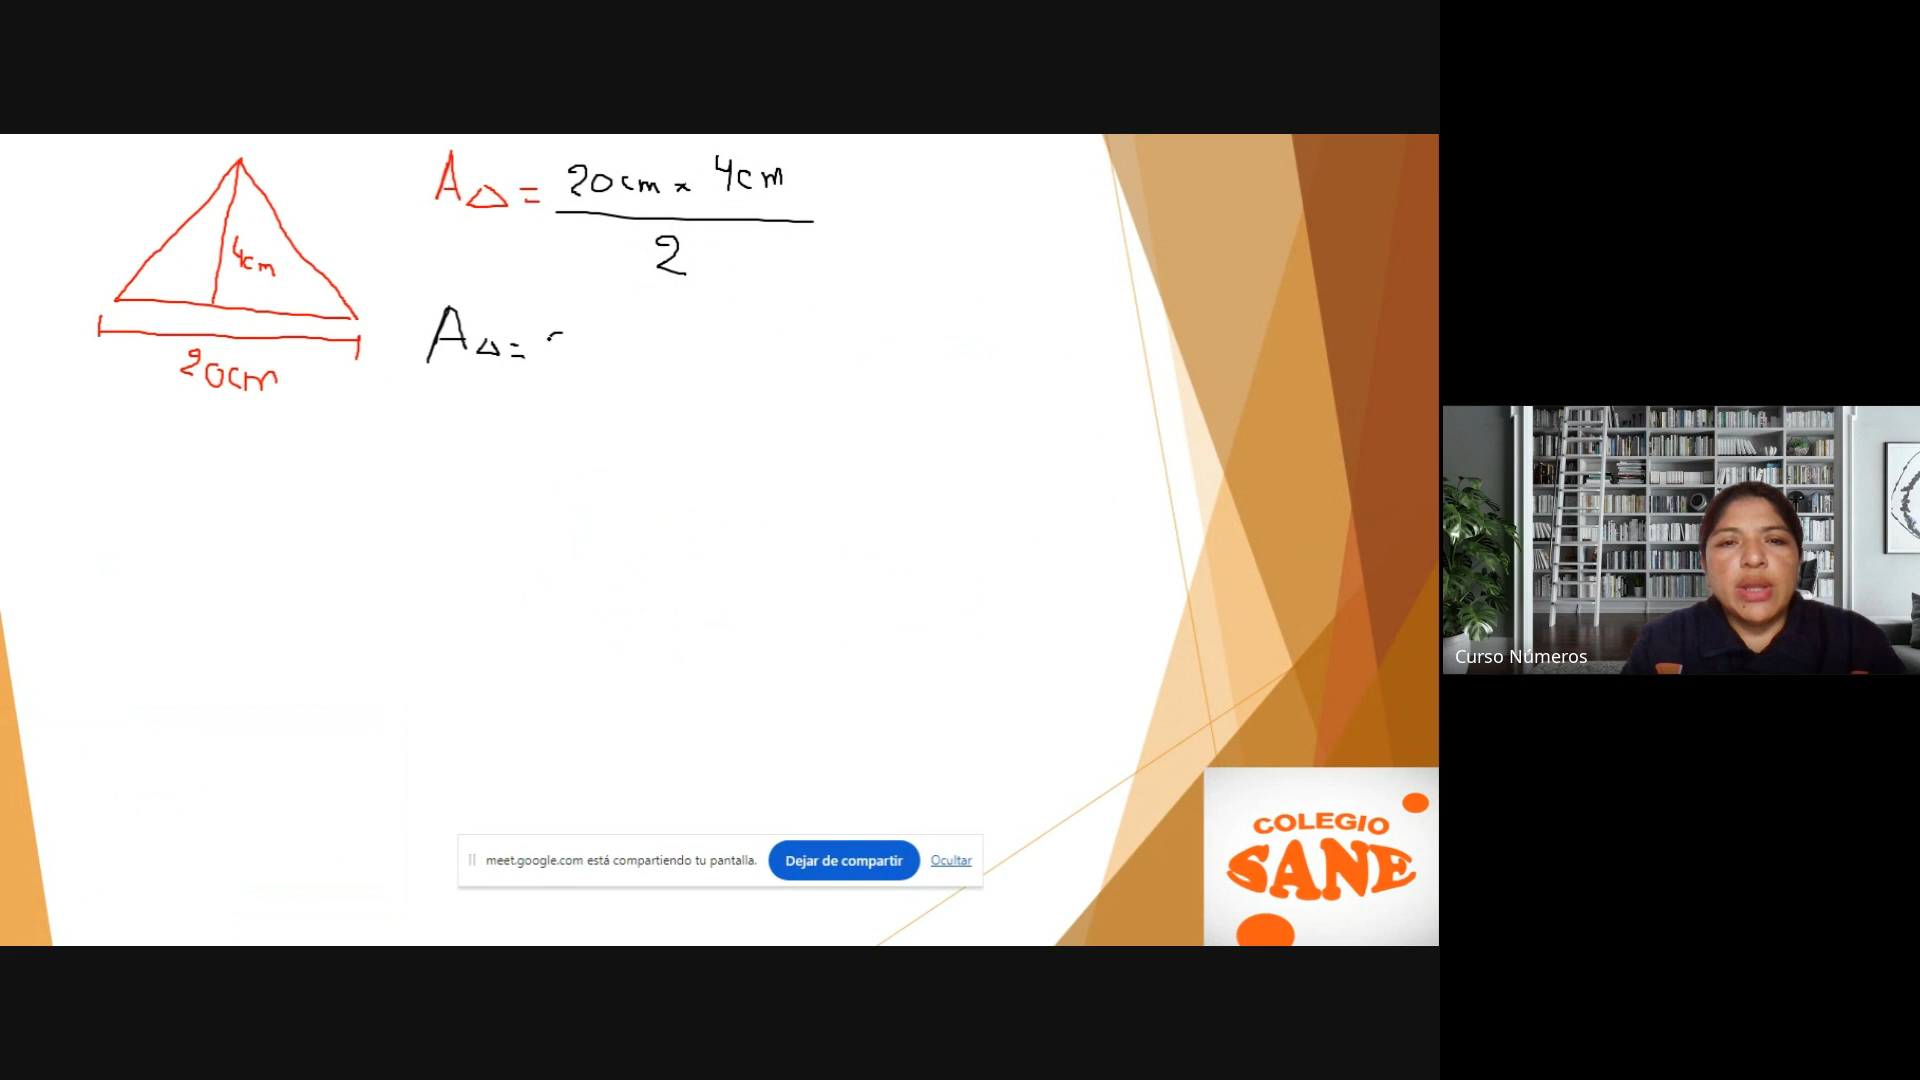 A△ = 20cm × 4cm
2
4cm
A△ =
20cm
meet.google.com está compartiendo tu pantalla. Dejar de compartir Ocultar
COLEGIO
SANE
Curso Números